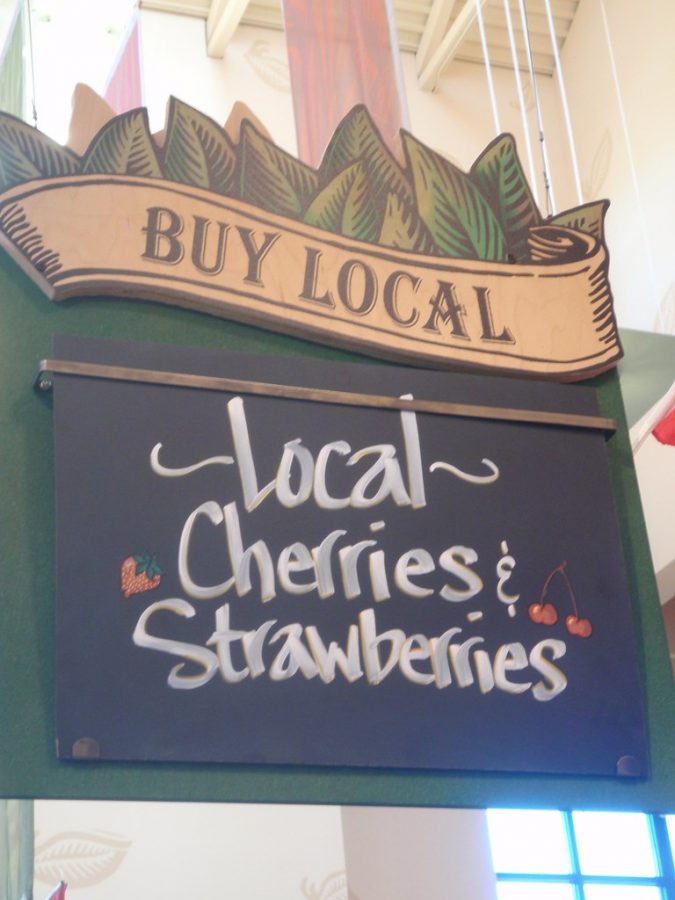 BUY LOCAL
~Local~
Cherries &
Strawberries